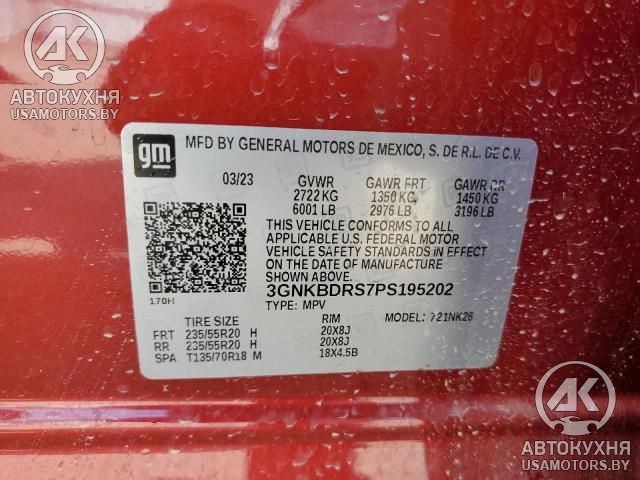 AK
АВТОКУХНЯ
USAMOTORS.BY
gm
MFD BY GENERAL MOTORS DE MEXICO, S. DE R.L. DE C.V.
03/23 GVWR GAWR FRT GAWR RR
2722 KG 1350 KG 1450 KG
6001 LB 2976 LB 3196 LB
THIS VEHICLE CONFORMS TO ALL
APPLICABLE U.S. FEDERAL MOTOR
VEHICLE SAFETY STANDARDS IN EFFECT
ON THE DATE OF MANUFACTURE
SHOWN ABOVE.
3GNKBDRS7PS195202
170H
TYPE: MPV MODEL: 721NK26
TIRE SIZE RIM
FRT 235/55R20 H 20X8J
RR 235/55R20 H 20X8J
SPA T135/70R18 M 18X4.5B
AK
АВТОКУХНЯ
USAMOTORS.BY